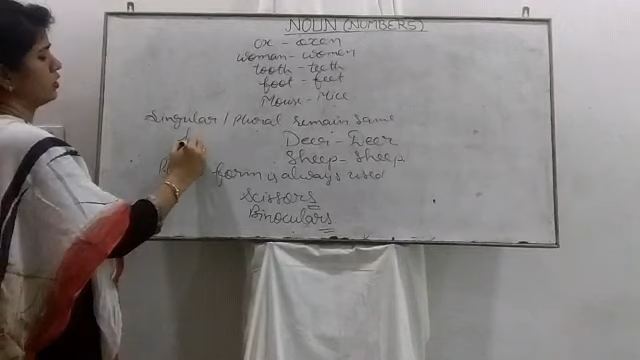 NOUN (NUMBERS)
ox - oxen
woman - women
tooth - teeth
foot - feet
Mouse - Mice
Singular / Plural remain same
Deer - Deer
Sheep - Sheep
form is always used
Scissors
Binoculars